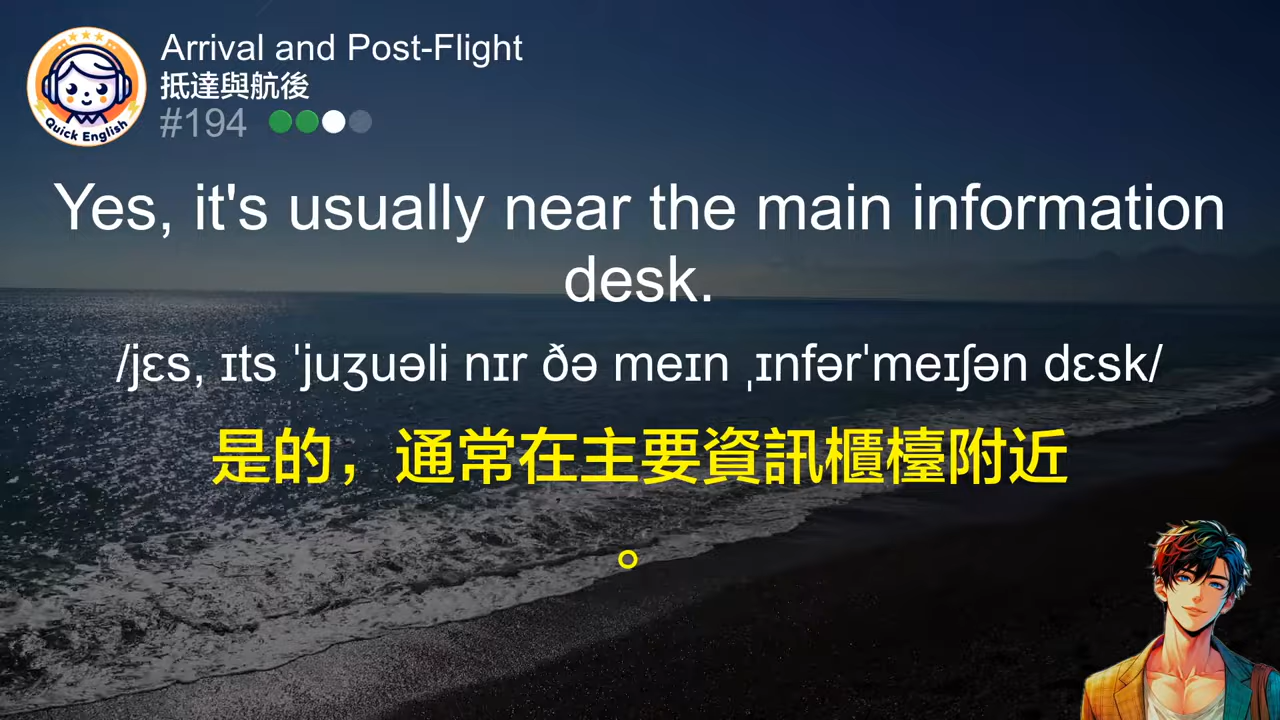 Arrival and Post-Flight
抵達與航後
#194
Quick English
Yes, it's usually near the main information
desk.
/jɛs, ɪts ˈjuʒuəli nɪr ðə meɪn ˌɪnfərˈmeɪʃən dɛsk/
是的，通常在主要資訊櫃檯附近
。